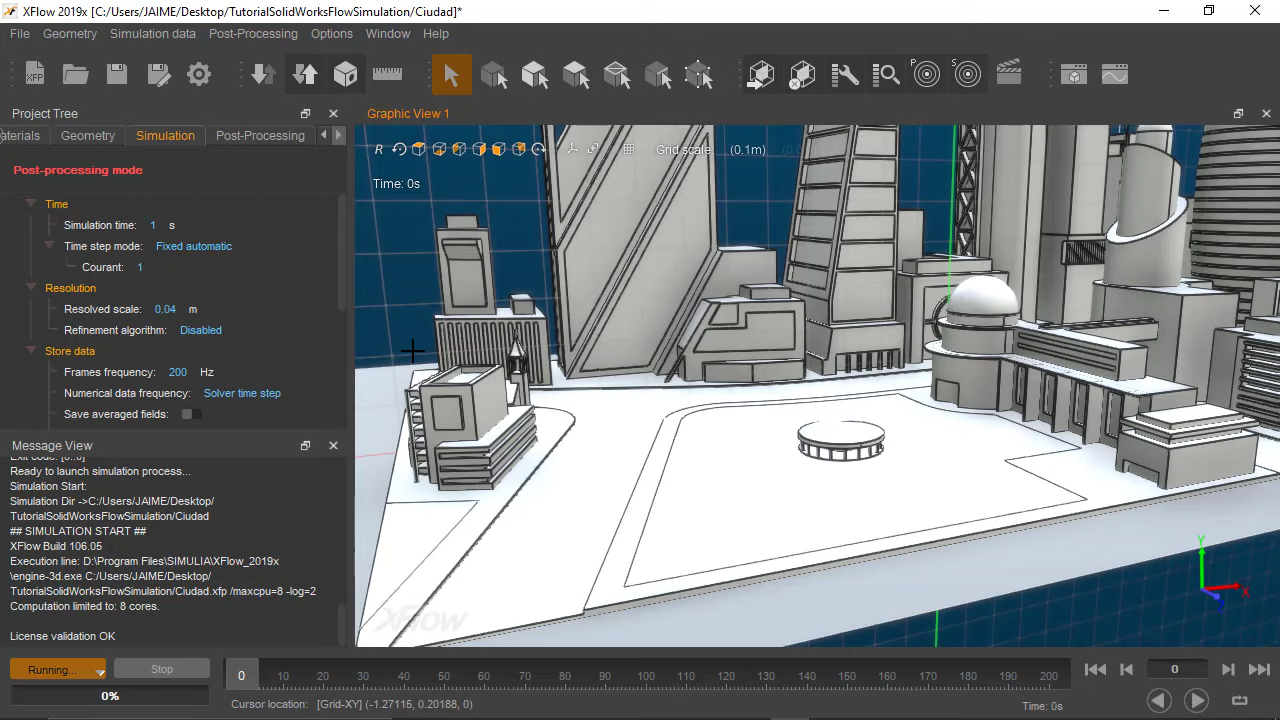 XFlow 2019x [C:/Users/JAIME/Desktop/TutorialSolidWorksFlowSimulation/Ciudad]*
File Geometry Simulation data Post-Processing Options Window Help
XFP P S
Project Tree
Graphic View 1
terials Geometry Simulation Post-Processing
R Grid scale: (0.1m)
Post-processing mode
Time: 0s
Time
Simulation time: 1 s
Time step mode: Fixed automatic
Courant: 1
Resolution
Resolved scale: 0.04 m
Refinement algorithm: Disabled
Store data
Frames frequency: 200 Hz
Numerical data frequency: Solver time step
Save averaged fields:
Message View
Ready to launch simulation process...
Simulation Start:
Simulation Dir ->C:/Users/JAIME/Desktop/
TutorialSolidWorksFlowSimulation/Ciudad
## SIMULATION START ##
XFlow Build 106.05
Execution line: D:\Program Files\SIMULIA\XFlow_2019x
\engine-3d.exe C:/Users/JAIME/Desktop/
TutorialSolidWorksFlowSimulation/Ciudad.xfp /maxcpu=8 -log=2
Computation limited to: 8 cores.
License validation OK
XFlow
Y
X
Running... Stop
0%
0 10 20 30 40 50 60 70 80 90 100 110 120 130 140 150 160 170 180 190 200
0
Cursor location: [Grid-XY] (-1.27115, 0.20188, 0)
Time: 0s